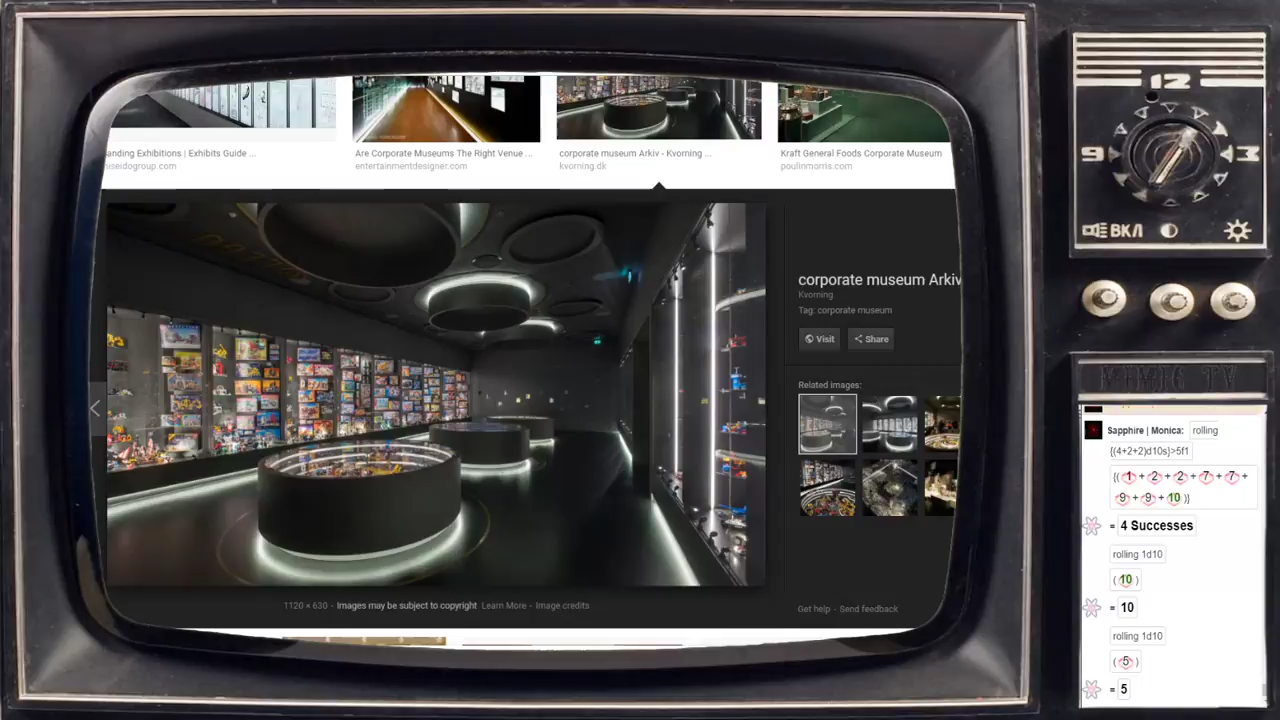 anding Exhibitions | Exhibits Guide ...
useidogroup.com
Are Corporate Museums The Right Venue ...
entertainmentdesigner.com
corporate museum Arkiv - Kvorning ...
kvorning.dk
Kraft General Foods Corporate Museum
poulinmorris.com
corporate museum Arkiv
Kvorning
Tag: corporate museum
Visit
Share
Related images:
1120 × 630 - Images may be subject to copyright Learn More - Image credits
Get help - Send feedback
12
9
3
ВКЛ
Sapphire | Monica: rolling
{(4+2+2)d10s}>5f1
{( 1 + 2 + 2 + 7 + 7 +
9 + 9 + 10 )}
= 4 Successes
rolling 1d10
( 10 )
= 10
rolling 1d10
( 5 )
= 5